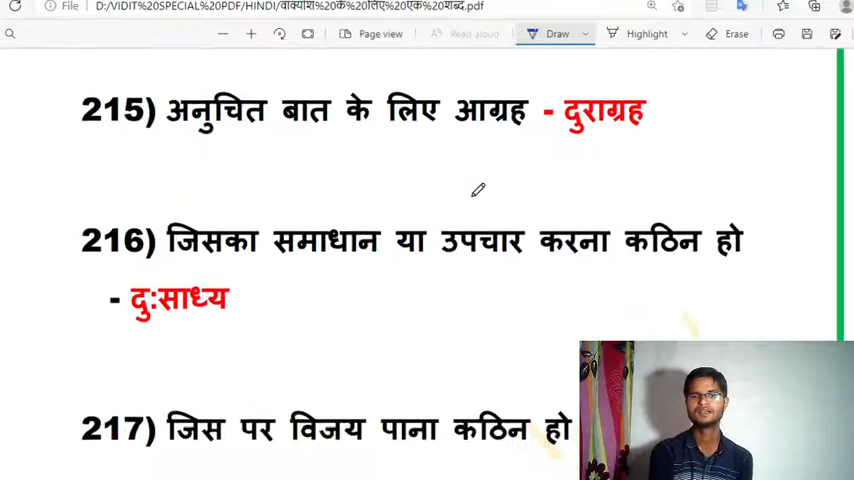 File D:/VIDIT%20SPECIAL%20PDF/HINDI/वाक्यांश%20के%20लिए%20एक%20शब्द.pdf
Page view Read aloud Draw Highlight Erase
215) अनुचित बात के लिए आग्रह - दुराग्रह
216) जिसका समाधान या उपचार करना कठिन हो
- दु:साध्य
217) जिस पर विजय पाना कठिन हो